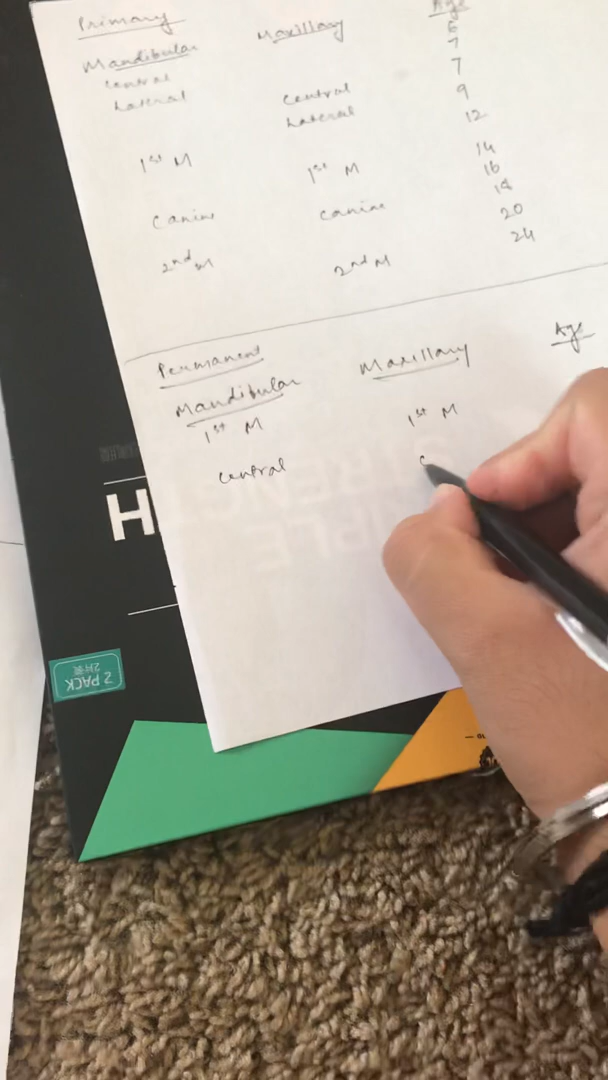 Primary
Mandibular Maxillary Age
6
central 7
Lateral central 7
Lateral 9
12
1st M 1st M 14
16
canine canine 18
20
2nd M 2nd M 24
Permanent
Mandibular Maxillary Age
1st M 1st M
central c
H
2 PACK